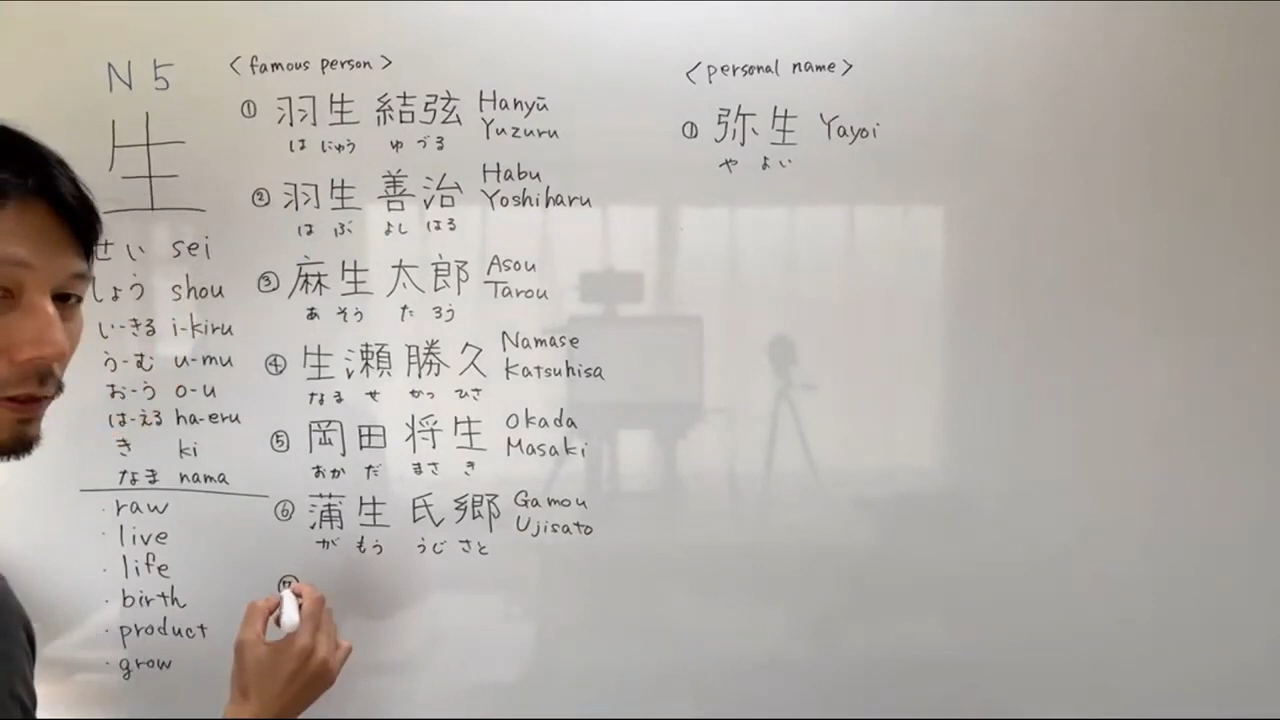 N5
生
せい sei
しょう shou
い-きる i-kiru
う-む u-mu
お-う o-u
は-える ha-eru
き ki
なま nama
・raw
・live
・life
・birth
・product
・grow
<famous person>
① 羽生 結弦 Hanyū Yuzuru
は にゅう ゆ づる
② 羽生 善治 Habu Yoshiharu
は ぶ よし はる
③ 麻生 太郎 Asou Tarou
あ そう た ろう
④ 生瀬 勝久 Namase Katsuhisa
なま せ かつ ひさ
⑤ 岡田 将生 Okada Masaki
おか だ まさ き
⑥ 蒲生 氏郷 Gamou Ujisato
が もう うじ さと
⑦
<personal name>
① 弥生 Yayoi
や よい